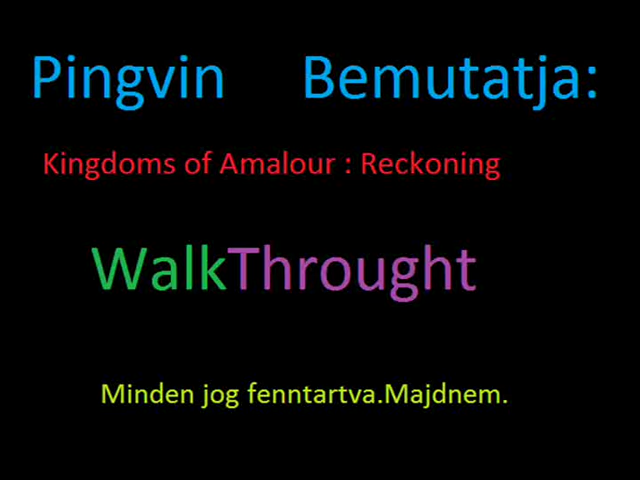 Pingvin Bemutatja:
Kingdoms of Amalour : Reckoning
WalkThrought
Minden jog fenntartva.Majdnem.